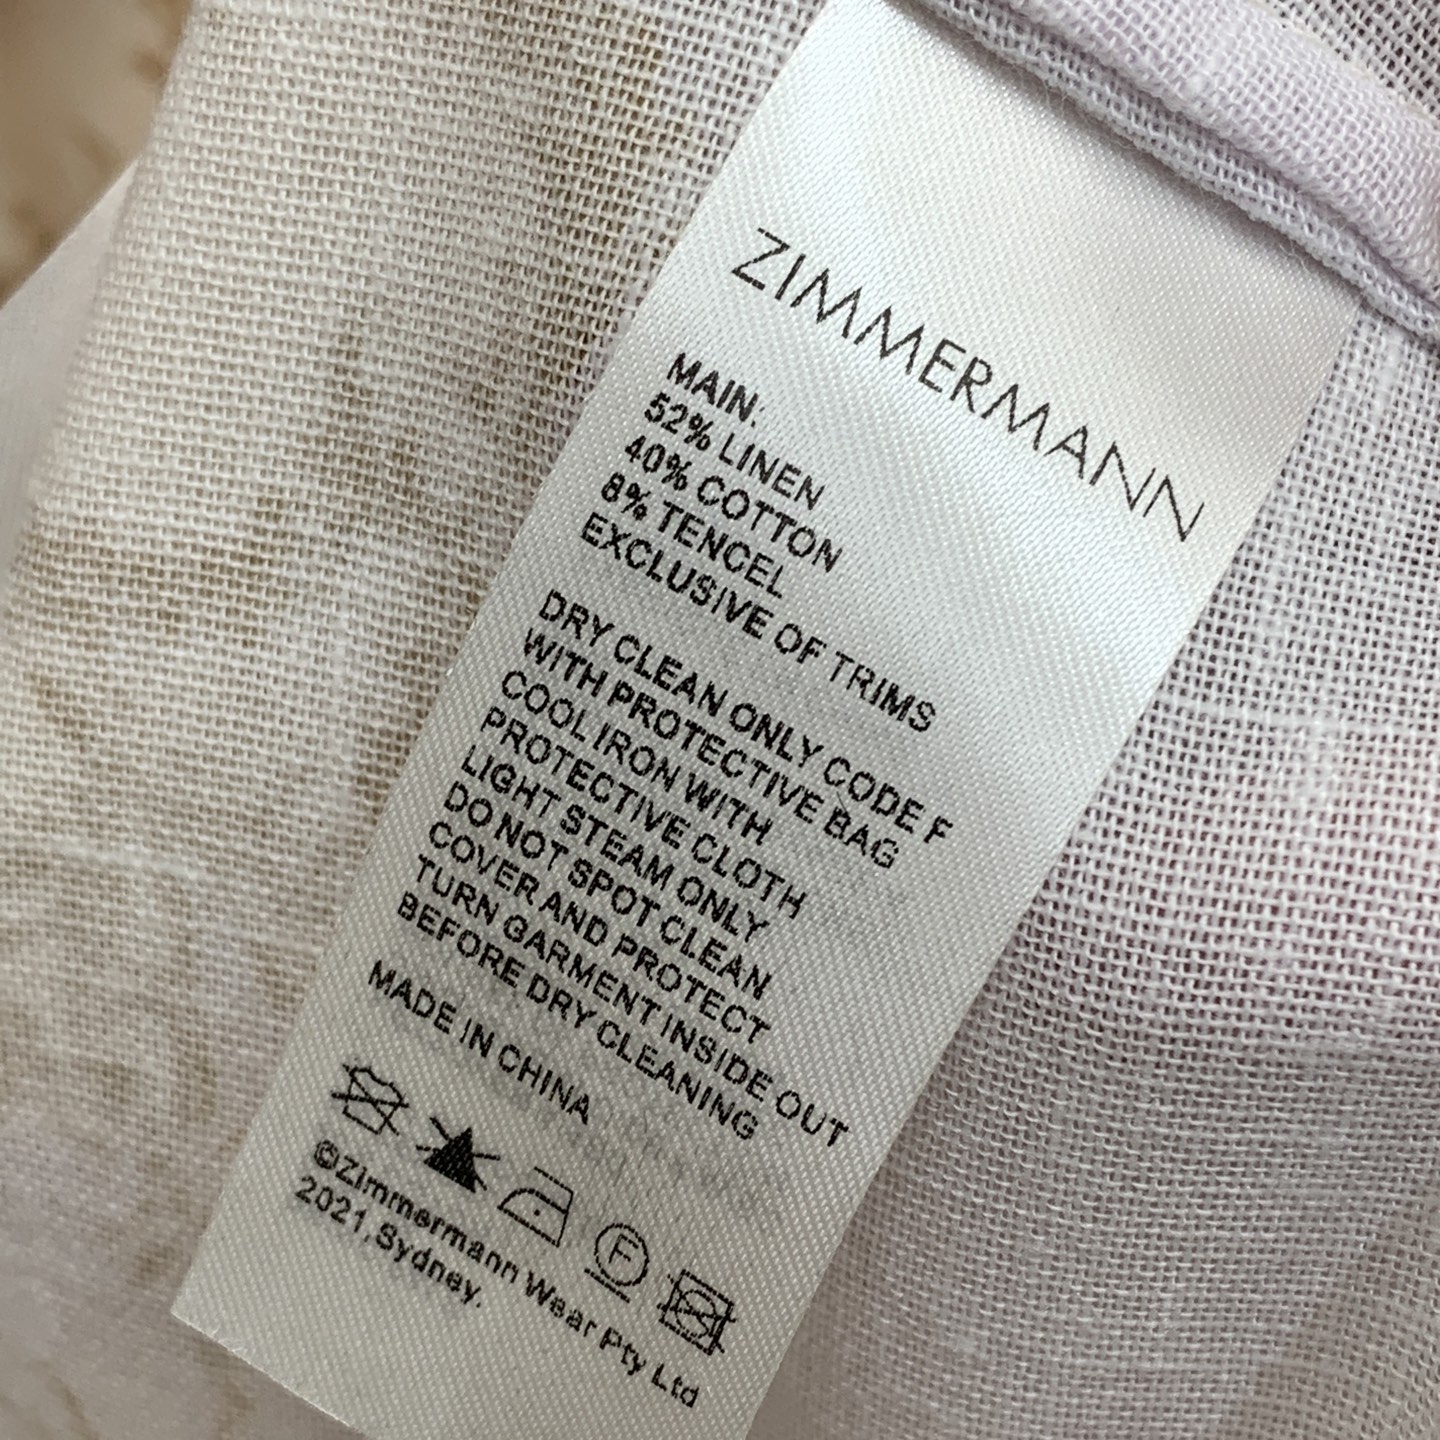 ZIMMERMANN
MAIN:
52% LINEN
40% COTTON
8% TENCEL
EXCLUSIVE OF TRIMS
DRY CLEAN ONLY CODE F
WITH PROTECTIVE BAG
COOL IRON WITH
PROTECTIVE CLOTH
LIGHT STEAM ONLY
DO NOT SPOT CLEAN
COVER AND PROTECT
TURN GARMENT INSIDE OUT
BEFORE DRY CLEANING
MADE IN CHINA
F
©Zimmermann Wear Pty Ltd
2021,Sydney.